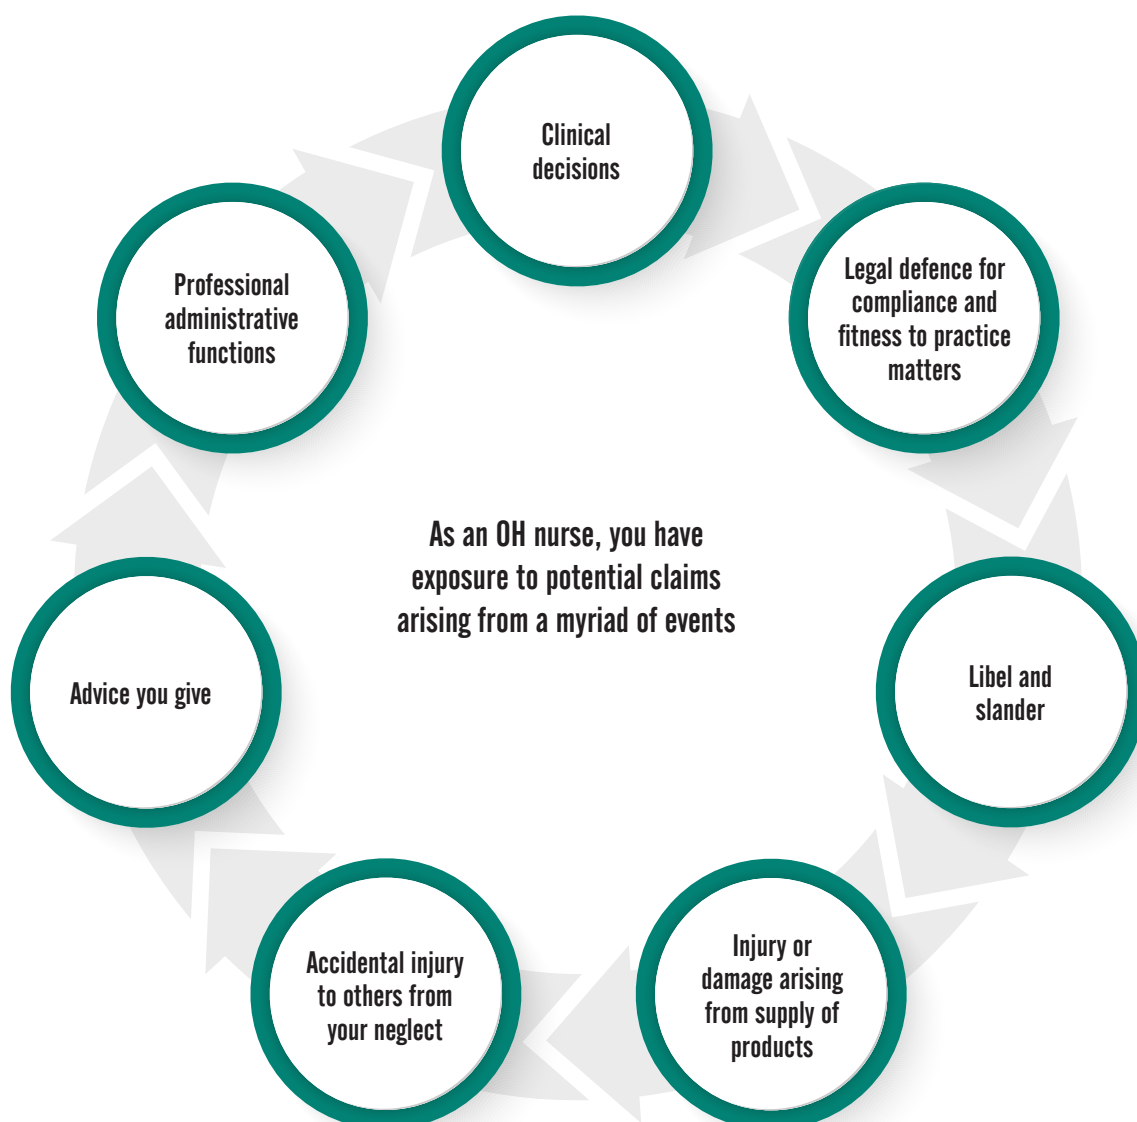 Clinical
decisions
Legal defence for
compliance and
fitness to practice
matters
Libel and
slander
Injury or
damage arising
from supply of
products
Accidental injury
to others from
your neglect
Advice you give
Professional
administrative
functions
As an OH nurse, you have
exposure to potential claims
arising from a myriad of events